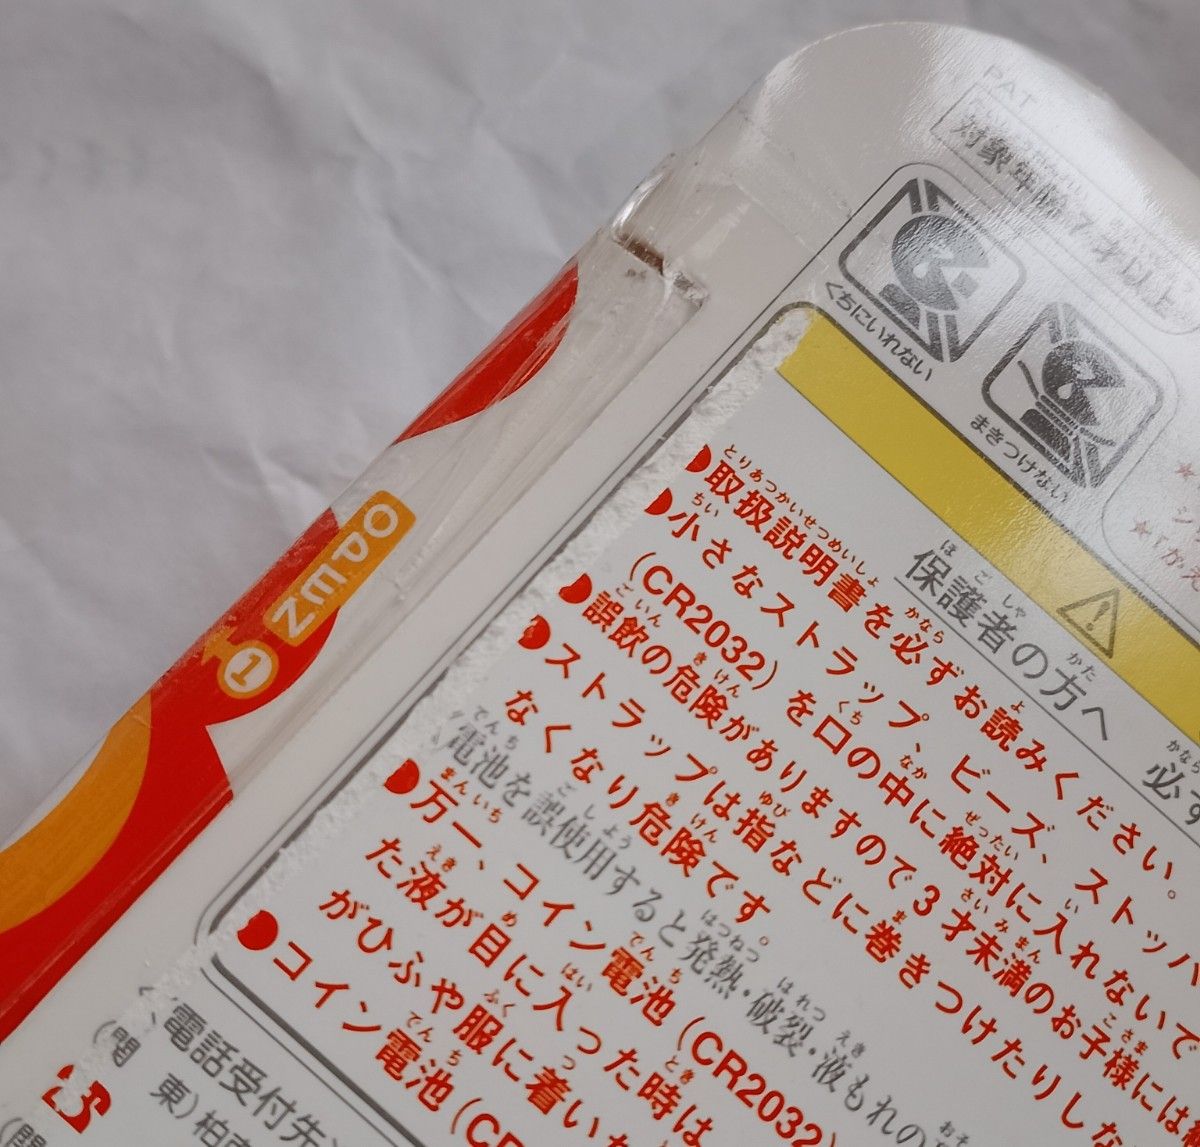 PAT
対象年齢7才以上
くちにいれない
まきつけない
保護者の方へ
必ず
●取扱説明書を必ずお読みください。
●小さなストラップ、ビーズ、ストッパ
(CR2032)を口の中に絶対に入れないで
●誤飲の危険がありますので3才未満のお子様には
●ストラップは指などに巻きつけたりしな
なくなり危険です。
電池を誤使用すると発熱・破裂・液もれの
●万一、コイン電池(CR2032)
た液が目に入った時は
がひふや服に着い
●コイン電池(C
電話受付先
(関 東)柏
OPEN
1